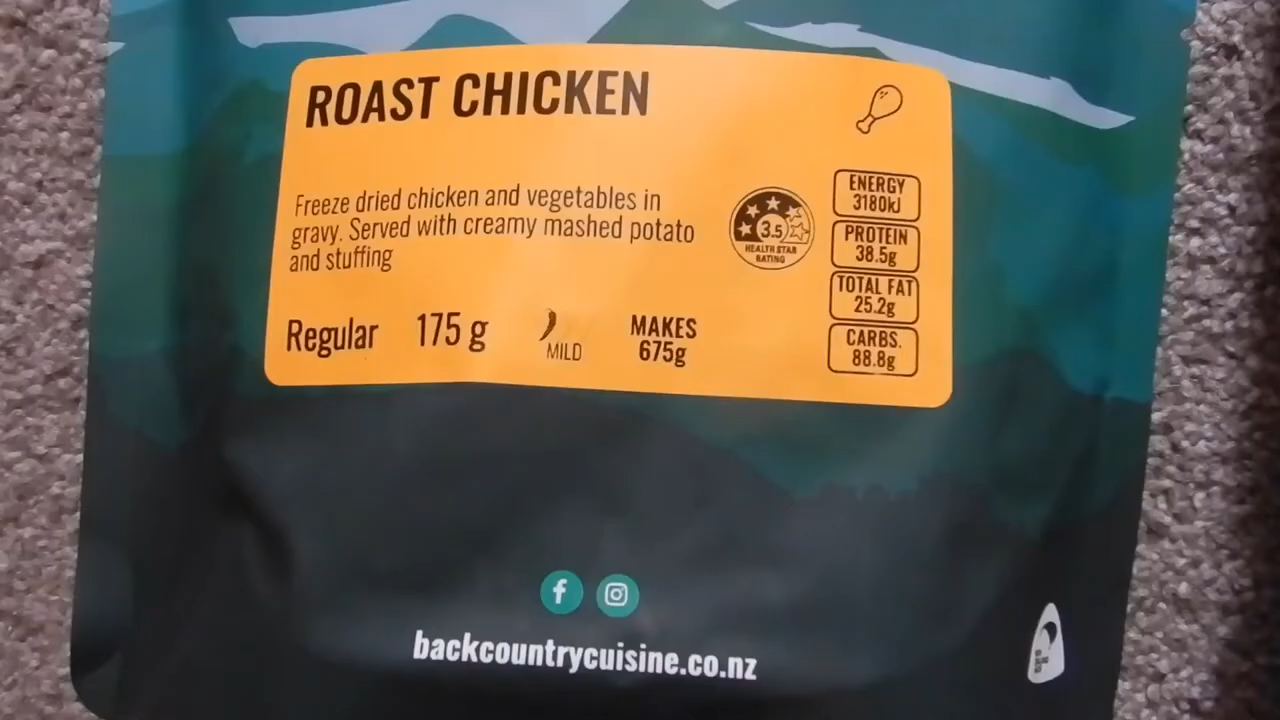 ROAST CHICKEN
Freeze dried chicken and vegetables in
gravy. Served with creamy mashed potato
and stuffing
Regular 175 g
MILD
MAKES
675g
3.5
HEALTH STAR
RATING
ENERGY
3180kJ
PROTEIN
38.5g
TOTAL FAT
25.2g
CARBS.
88.8g
f
backcountrycuisine.co.nz